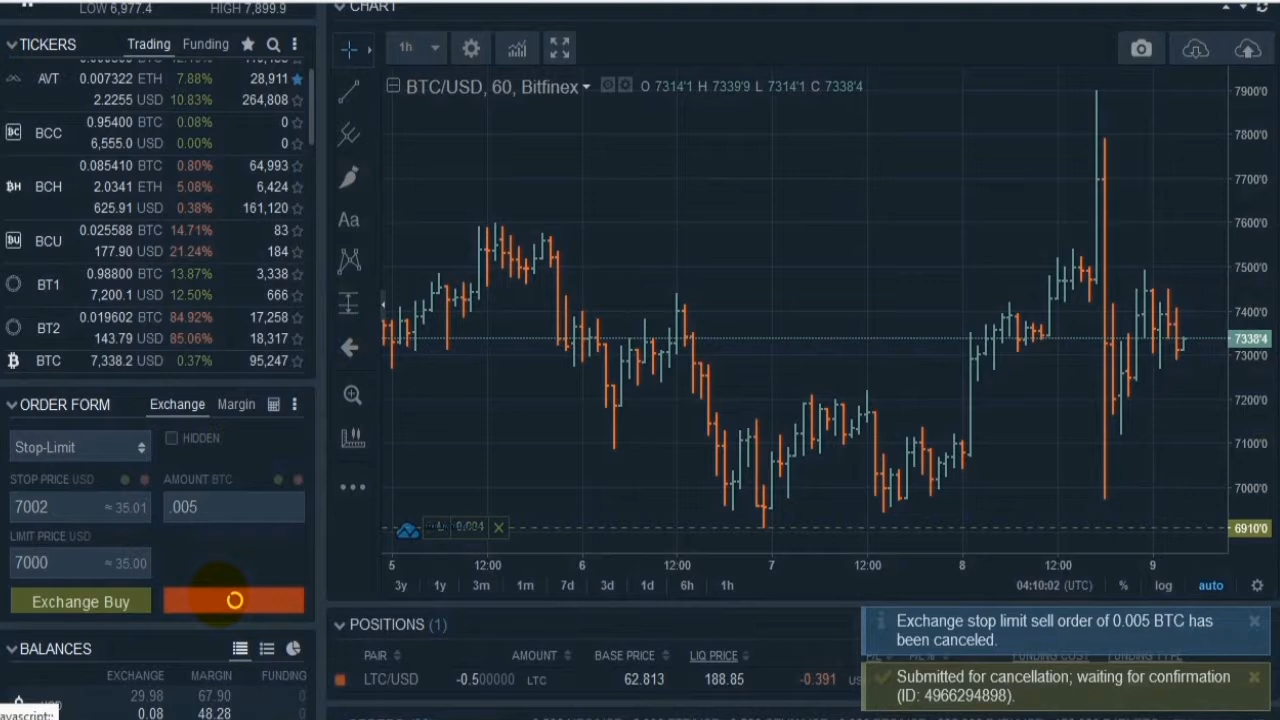 LOW 6,977.4 HIGH 7,899.9
TICKERS Trading Funding
AVT 0.007322 ETH 7.88% 28,911
2.2255 USD 10.83% 264,808
BCC 0.95400 BTC 0.08% 0
6,555.0 USD 0.00% 0
BCH 0.085410 BTC 0.80% 64,993
2.0341 ETH 5.08% 6,424
625.91 USD 0.38% 161,120
BCU 0.025588 BTC 14.71% 83
177.90 USD 21.24% 184
BT1 0.98800 BTC 13.87% 3,338
7,200.1 USD 12.50% 666
BT2 0.019602 BTC 84.92% 17,258
143.79 USD 85.06% 18,317
BTC 7,338.2 USD 0.37% 95,247
ORDER FORM Exchange Margin
Stop-Limit HIDDEN
STOP PRICE USD AMOUNT BTC
7002 ≈ 35.01 .005
LIMIT PRICE USD
7000 ≈ 35.00
Exchange Buy
BALANCES
EXCHANGE MARGIN FUNDING
29.98 67.90
0.08 48.28
CHART
1h
BTC/USD, 60, Bitfinex O 7314'1 H 7339'9 L 7314'1 C 7338'4
Aa
7900'0
7800'0
7700'0
7600'0
7500'0
7400'0
7338'4
7300'0
7200'0
7100'0
7000'0
6910'0
0.004
5 12:00 6 12:00 7 12:00 8 12:00 9
3y 1y 3m 1m 7d 3d 1d 6h 1h 04:10:02 (UTC) % log auto
POSITIONS (1)
PAIR AMOUNT BASE PRICE LIQ PRICE
LTC/USD -0.500000 LTC 62.813 188.85 -0.391
Exchange stop limit sell order of 0.005 BTC has
been canceled.
FUNDING COST FUNDING TYPE
Submitted for cancellation; waiting for confirmation
(ID: 4966294898).